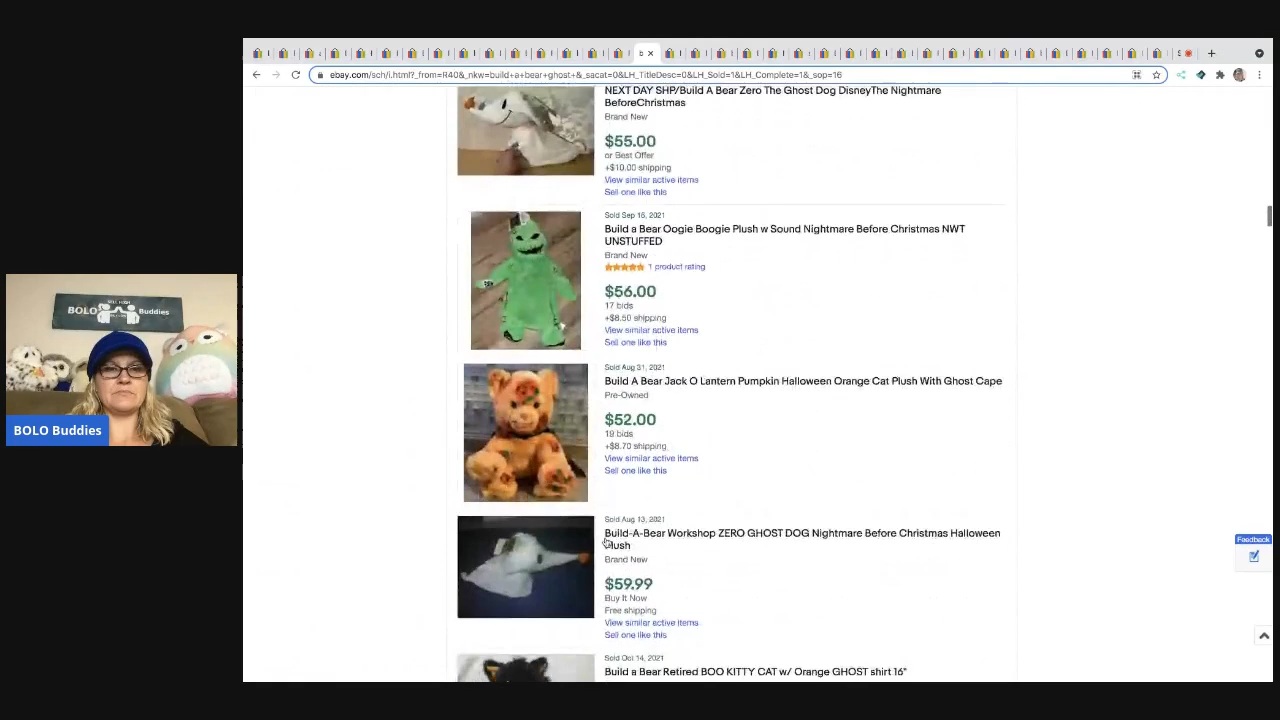 ebay.com/sch/i.html?_from=R40&_nkw=build+a+bear+ghost+&_sacat=0&LH_TitleDesc=0&LH_Sold=1&LH_Complete=1&_sop=16
NEXT DAY SHP/Build A Bear Zero The Ghost Dog DisneyThe Nightmare
BeforeChristmas
Brand New
$55.00
or Best Offer
+$10.00 shipping
View similar active items
Sell one like this
Sold Sep 16, 2021
Build a Bear Oogie Boogie Plush w Sound Nightmare Before Christmas NWT
UNSTUFFED
Brand New
1 product rating
$56.00
17 bids
+$8.50 shipping
View similar active items
Sell one like this
Sold Aug 31, 2021
Build A Bear Jack O Lantern Pumpkin Halloween Orange Cat Plush With Ghost Cape
Pre-Owned
$52.00
19 bids
+$8.70 shipping
View similar active items
Sell one like this
Sold Aug 13, 2021
Build-A-Bear Workshop ZERO GHOST DOG Nightmare Before Christmas Halloween
Plush
Brand New
$59.99
Buy It Now
Free shipping
View similar active items
Sell one like this
Sold Oct 14, 2021
Build a Bear Retired BOO KITTY CAT w/ Orange GHOST shirt 16"
Feedback
BOLO Buddies
BOLO Buddies